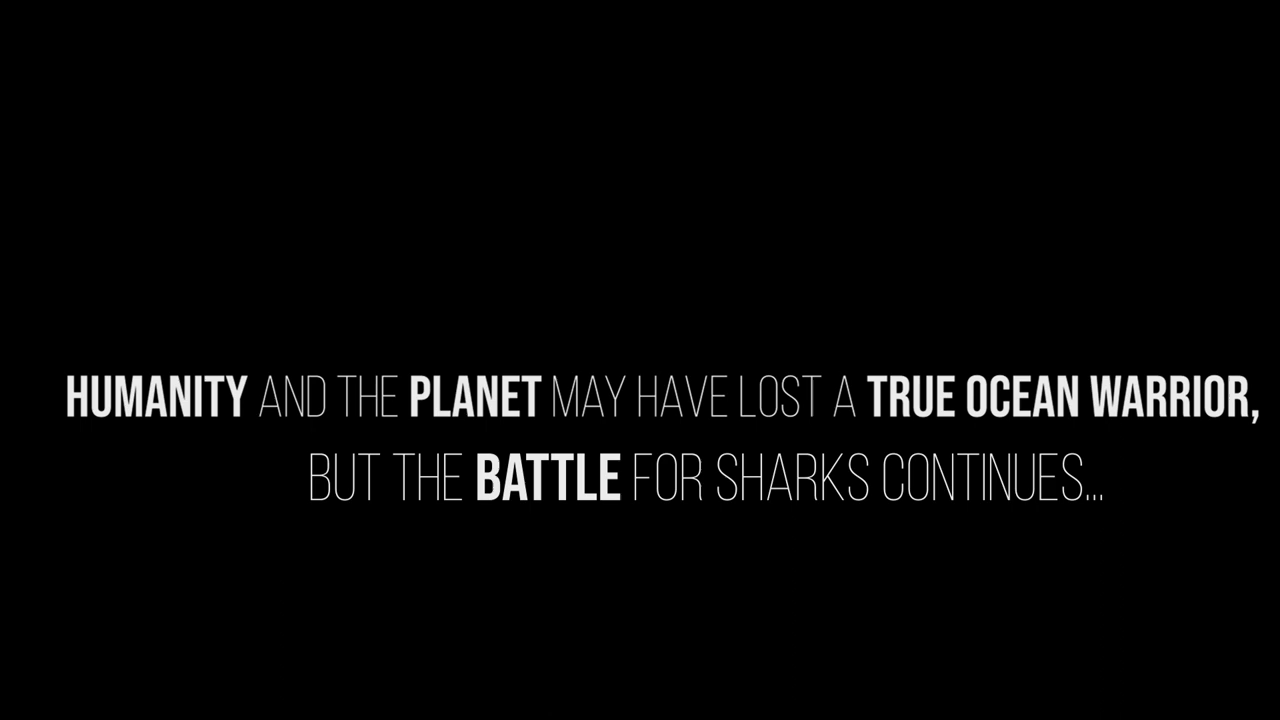 HUMANITY AND THE PLANET MAY HAVE LOST A TRUE OCEAN WARRIOR,
BUT THE BATTLE FOR SHARKS CONTINUES...